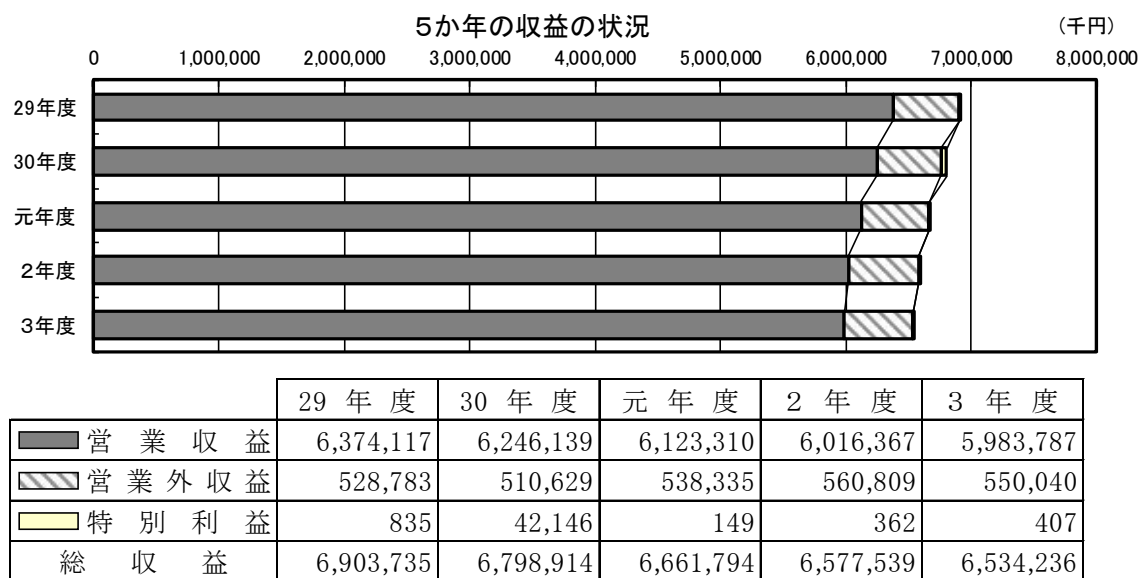 5か年の収益の状況 (千円)
0 1,000,000 2,000,000 3,000,000 4,000,000 5,000,000 6,000,000 7,000,000 8,000,000
29年度
30年度
元年度
2年度
3年度
29年度 30年度 元年度 2年度 3年度
営業収益 6,374,117 6,246,139 6,123,310 6,016,367 5,983,787
営業外収益 528,783 510,629 538,335 560,809 550,040
特別利益 835 42,146 149 362 407
総収益 6,903,735 6,798,914 6,661,794 6,577,539 6,534,236